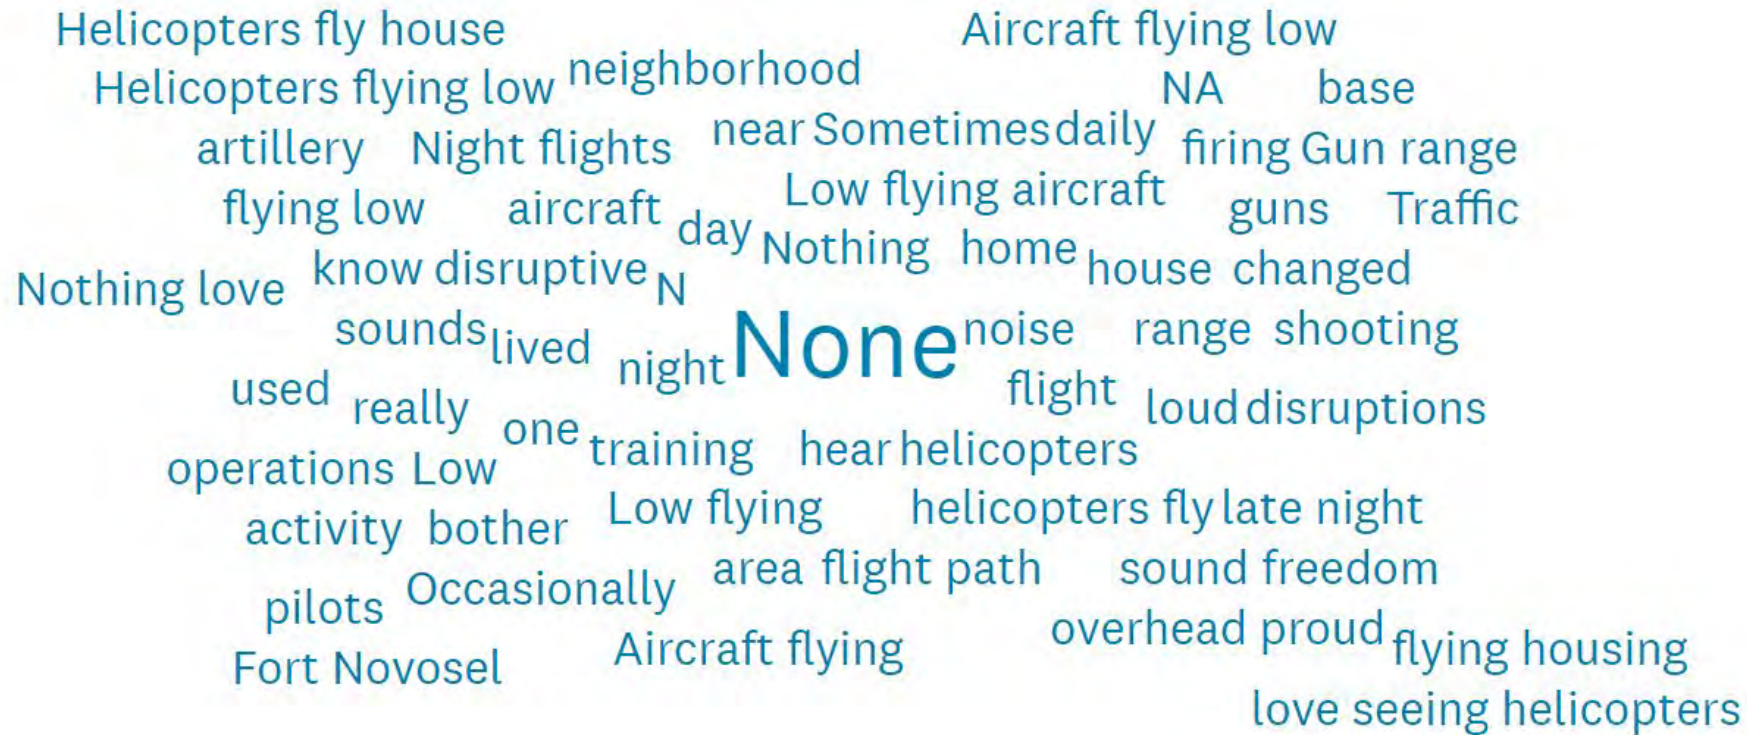 Helicopters fly house
Aircraft flying low
Helicopters flying low
neighborhood
NA
base
artillery
Night flights
near
Sometimes
daily
firing
Gun range
flying low
aircraft
day
Low flying aircraft
guns
Traffic
Nothing love
know
disruptive
N
Nothing
home
house
changed
sounds
lived
night
None
noise
range
shooting
used
really
one
flight
loud
disruptions
operations
Low
training
hear
helicopters
activity
bother
Low flying
helicopters fly
late night
pilots
Occasionally
area
flight path
sound freedom
Fort Novosel
Aircraft flying
overhead
proud
flying housing
love seeing helicopters